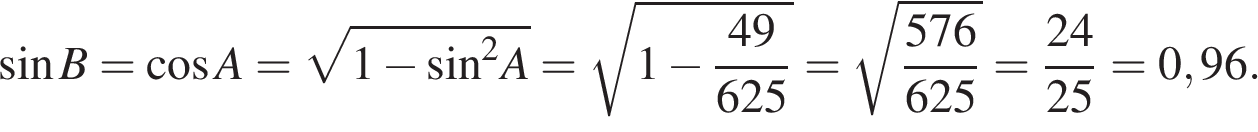 sin B = cos A = √(1 − sin²A) = √(1 − 49/625) = √(576/625) = 24/25 = 0,96.